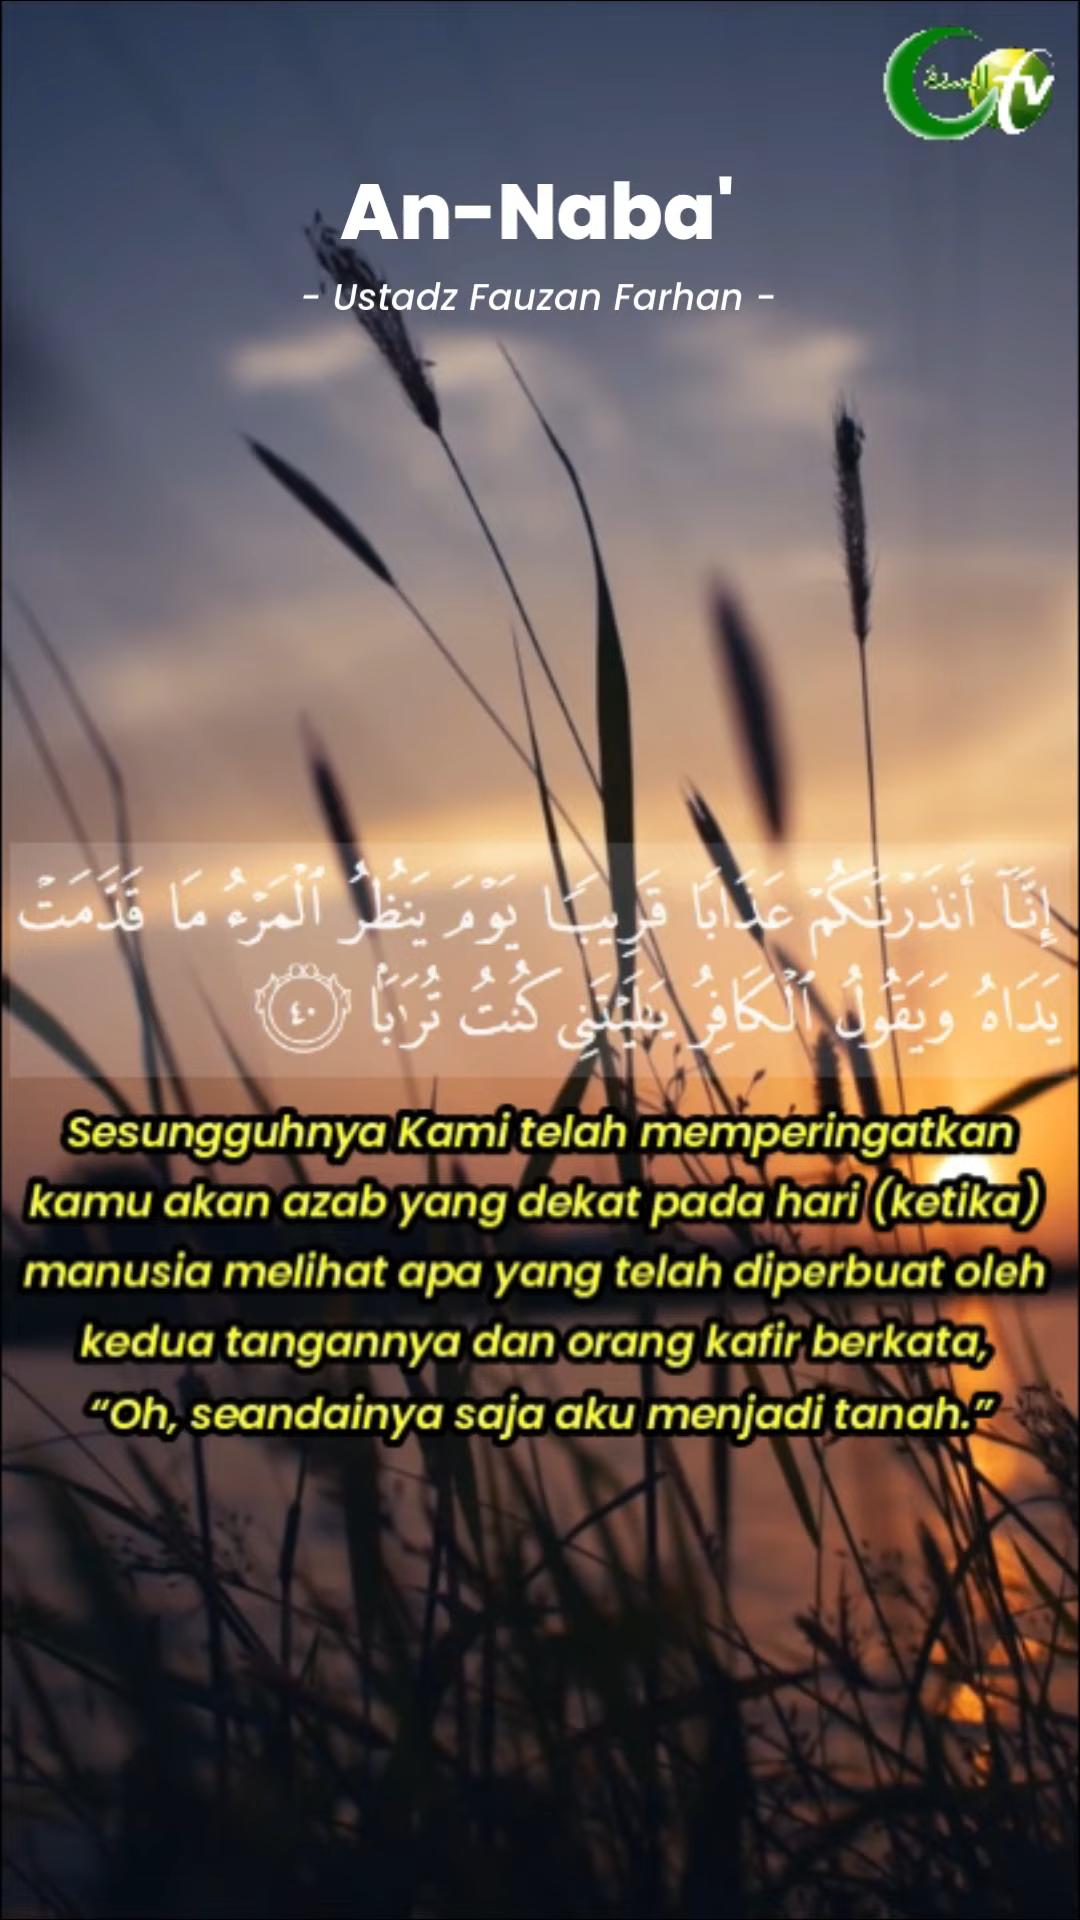 السنة tv
An-Naba'
- Ustadz Fauzan Farhan -
إِنَّآ أَنذَرْنَـٰكُمْ عَذَابًا قَرِيبًا يَوْمَ يَنظُرُ ٱلْمَرْءُ مَا قَدَّمَتْ
يَدَاهُ وَيَقُولُ ٱلْكَافِرُ يَـٰلَيْتَنِى كُنتُ تُرَٰبًۢا ٤٠
Sesungguhnya Kami telah memperingatkan
kamu akan azab yang dekat pada hari (ketika)
manusia melihat apa yang telah diperbuat oleh
kedua tangannya dan orang kafir berkata,
“Oh, seandainya saja aku menjadi tanah.”